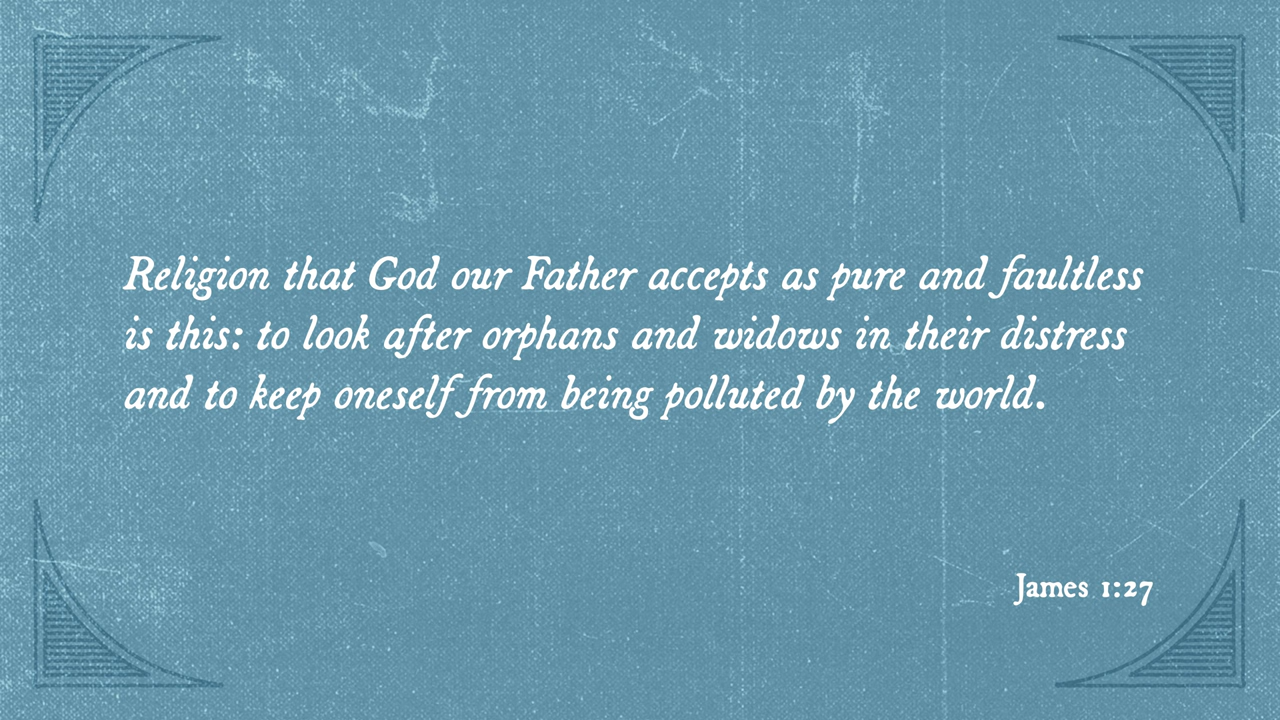 Religion that God our Father accepts as pure and faultless
is this: to look after orphans and widows in their distress
and to keep oneself from being polluted by the world.
James 1:27